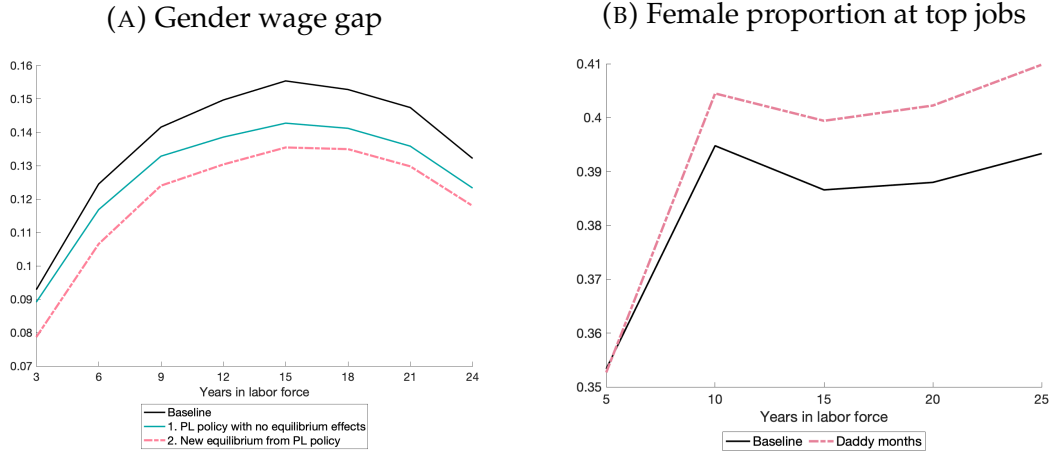 (A) Gender wage gap
0.16
0.15
0.14
0.13
0.12
0.11
0.1
0.09
0.08
0.07
3 6 9 12 15 18 21 24
Years in labor force
Baseline
1. PL policy with no equilibrium effects
2. New equilibrium from PL policy
(B) Female proportion at top jobs
0.41
0.4
0.39
0.38
0.37
0.36
0.35
5 10 15 20 25
Years in labor force
Baseline Daddy months